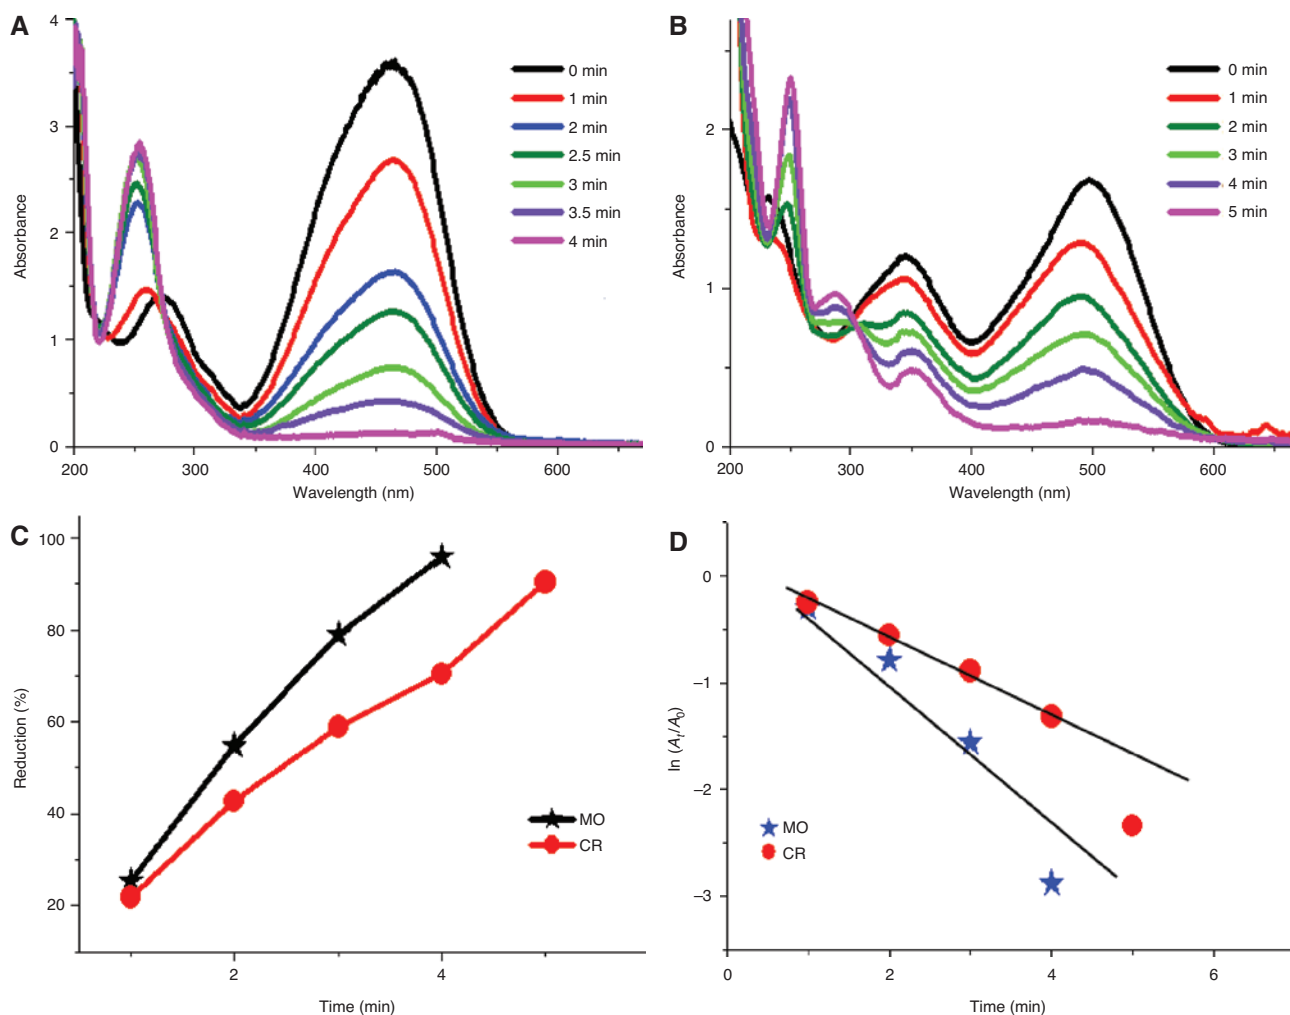 A
4
3
2
1
0
Absorbance
200
300
400
500
600
Wavelength (nm)
0 min
1 min
2 min
2.5 min
3 min
3.5 min
4 min
B
2
1
0
Absorbance
200
300
400
500
600
Wavelength (nm)
0 min
1 min
2 min
3 min
4 min
5 min
C
100
80
60
40
20
Reduction (%)
2
4
Time (min)
MO
CR
D
0
–1
–2
–3
ln (At/A0)
0
2
4
6
Time (min)
MO
CR